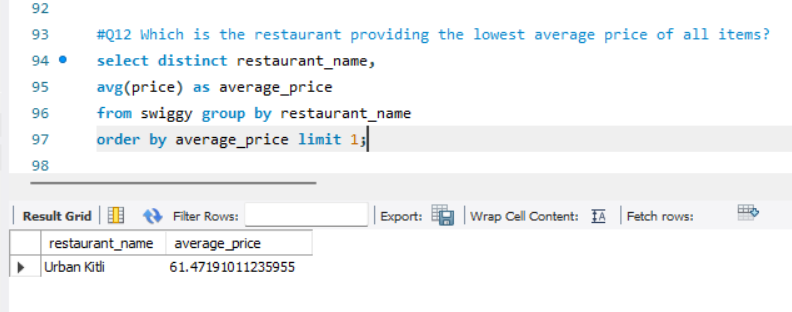 92
93 #Q12 Which is the restaurant providing the lowest average price of all items?
94 select distinct restaurant_name,
95 avg(price) as average_price
96 from swiggy group by restaurant_name
97 order by average_price limit 1;
98
Result Grid Filter Rows: Export: Wrap Cell Content: IA Fetch rows:
restaurant_name average_price
Urban Kitli 61.47191011235955